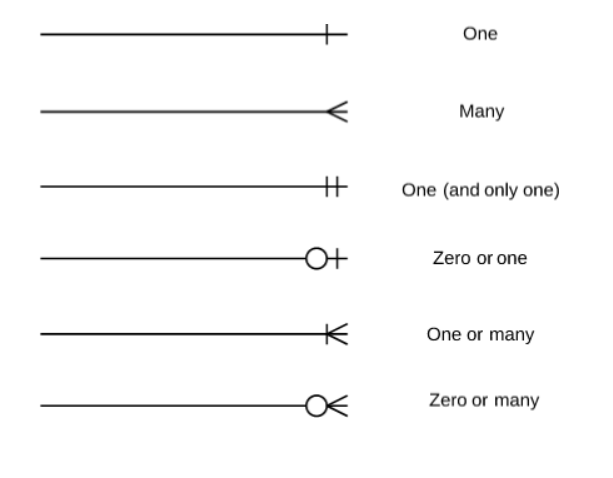 One
Many
One (and only one)
Zero or one
One or many
Zero or many